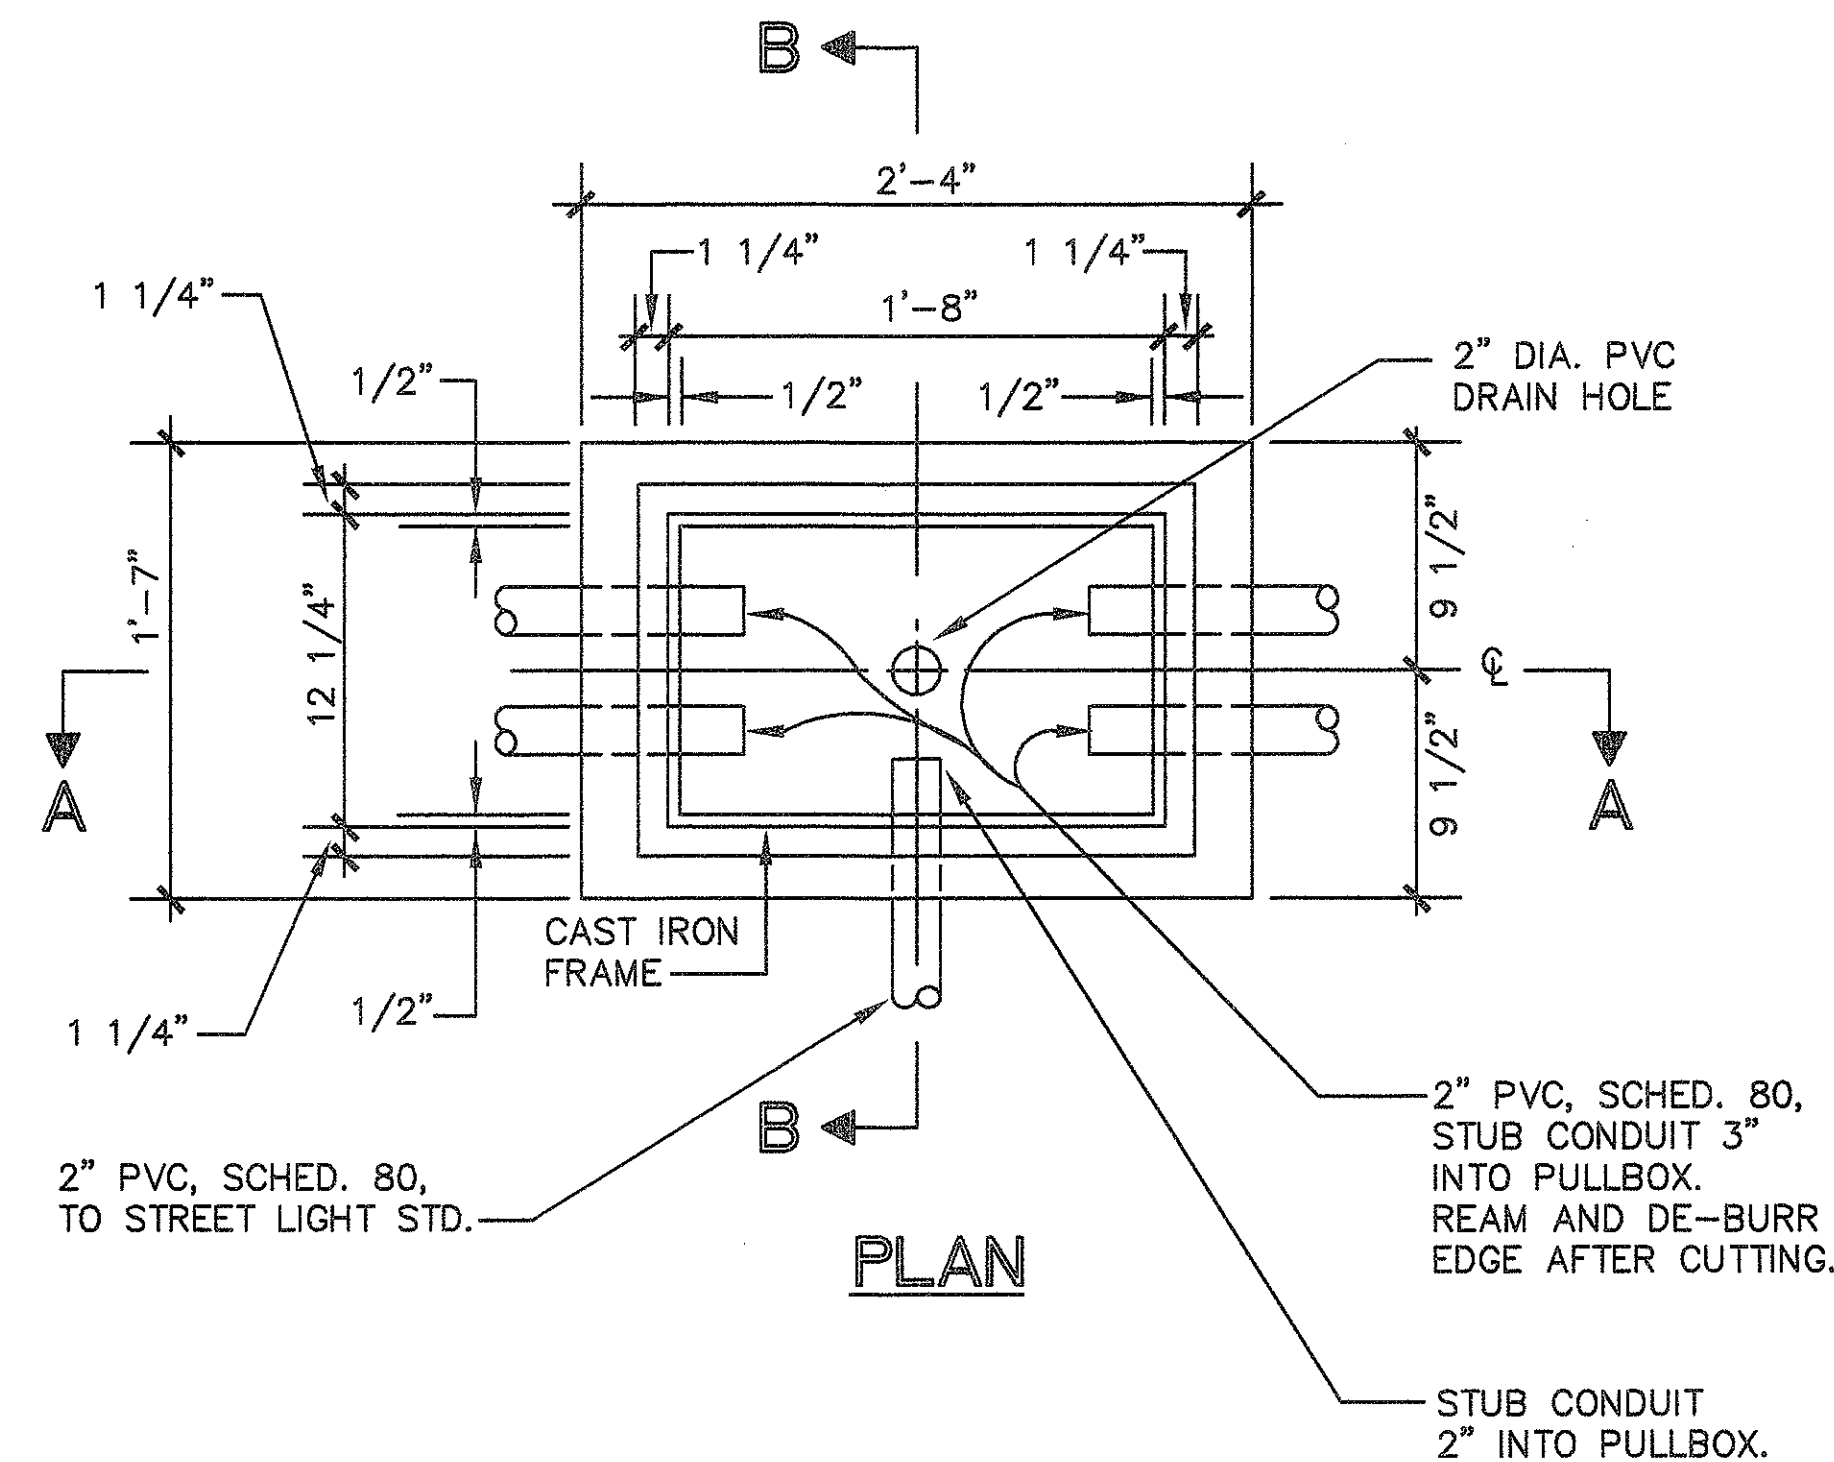 B
2'-4"
1 1/4"
1 1/4"
1 1/4"
1'-8"
1/2"
1/2"
1/2"
2" DIA. PVC
DRAIN HOLE
1'-7"
12 1/4"
9 1/2"
9 1/2"
℄
A
A
CAST IRON
FRAME
1/2"
1 1/4"
B
2" PVC, SCHED. 80,
TO STREET LIGHT STD.
2" PVC, SCHED. 80,
STUB CONDUIT 3"
INTO PULLBOX.
REAM AND DE-BURR
EDGE AFTER CUTTING.
PLAN
STUB CONDUIT
2" INTO PULLBOX.